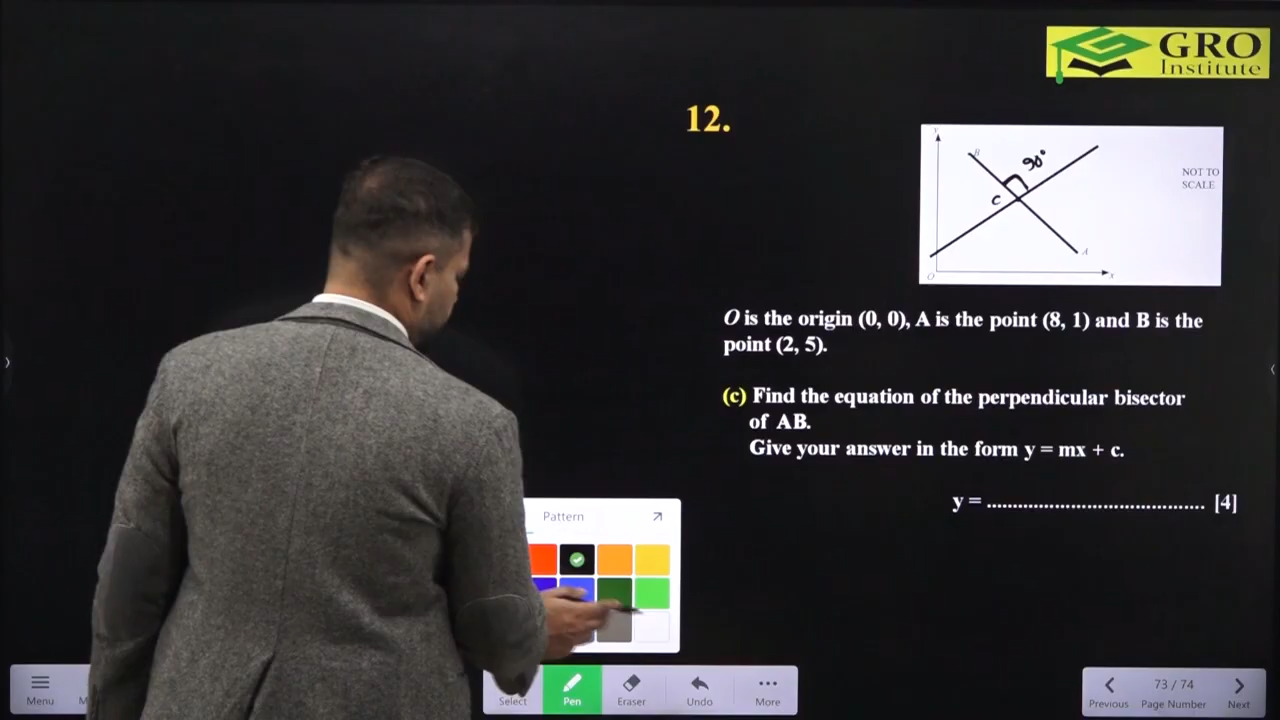 GRO
Institute
12.
y
B
90°
C
A
O
x
NOT TO
SCALE
O is the origin (0, 0), A is the point (8, 1) and B is the
point (2, 5).
(c) Find the equation of the perpendicular bisector
of AB.
Give your answer in the form y = mx + c.
y = ........................................ [4]
Pattern
Menu
M
Select
Pen
Eraser
Undo
More
Previous
73 / 74
Page Number
Next